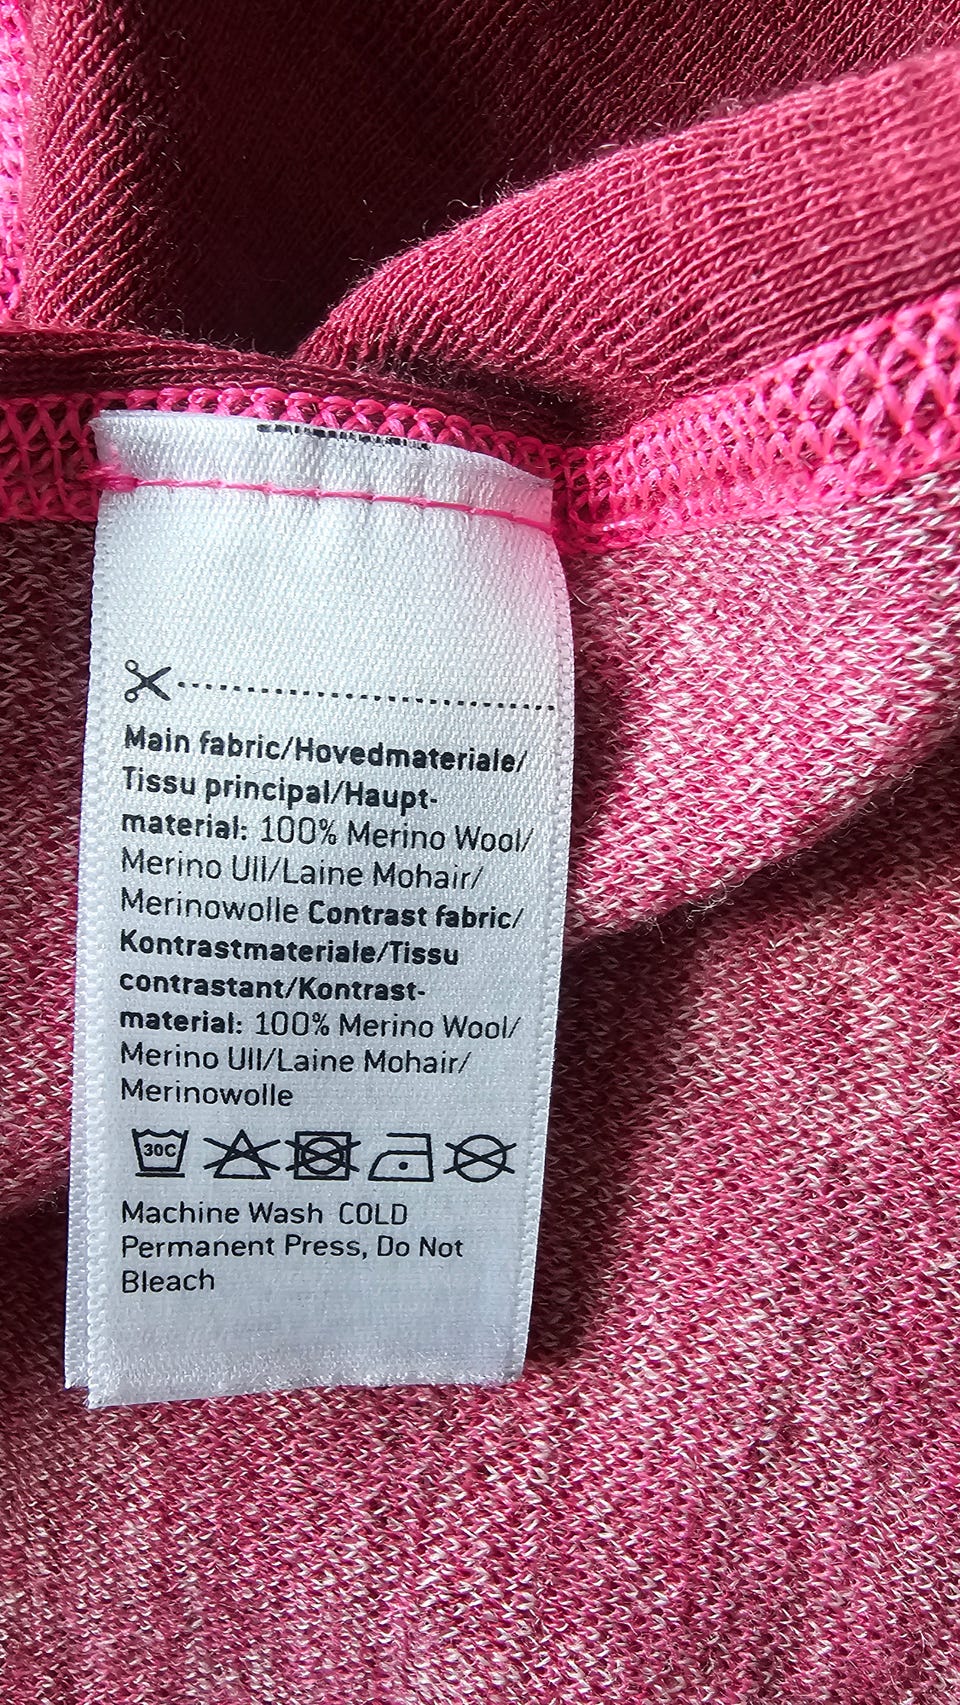 Main fabric/Hovedmateriale/
Tissu principal/Haupt-
material: 100% Merino Wool/
Merino Ull/Laine Mohair/
Merinowolle Contrast fabric/
Kontrastmateriale/Tissu
contrastant/Kontrast-
material: 100% Merino Wool/
Merino Ull/Laine Mohair/
Merinowolle
30C
Machine Wash COLD
Permanent Press, Do Not
Bleach